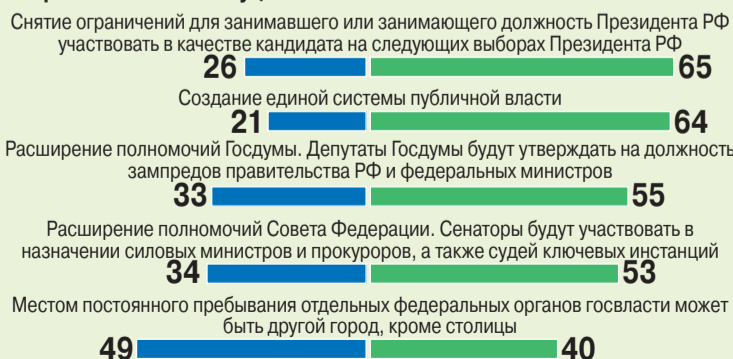 Снятие ограничений для занимавшего или занимающего должность Президента РФ
участвовать в качестве кандидата на следующих выборах Президента РФ
26 65
Создание единой системы публичной власти
21 64
Расширение полномочий Госдумы. Депутаты Госдумы будут утверждать на должность
зампредов правительства РФ и федеральных министров
33 55
Расширение полномочий Совета Федерации. Сенаторы будут участвовать в
назначении силовых министров и прокуроров, а также судей ключевых инстанций
34 53
Местом постоянного пребывания отдельных федеральных органов госвласти может
быть другой город, кроме столицы
49 40